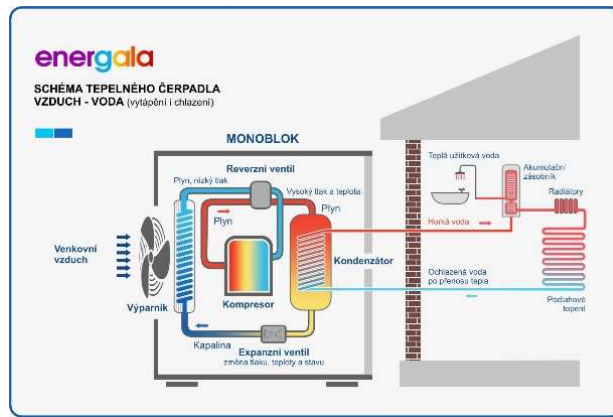 energala
SCHÉMA TEPELNÉHO ČERPADLA
VZDUCH - VODA (vytápění i chlazení)
MONOBLOK
Reverzní ventil
Plyn, nízký tlak
Vysoký tlak a teplota
Plyn
Plyn
Venkovní
vzduch
Výparník
Kompresor
Kondenzátor
Kapalina
Expanzní ventil
změna tlaku, teploty a stavu
Teplá užitková voda
Akumulační
zásobník
Radiátory
Horká voda
Ochlazená voda
po přenosu tepla
Podlahové
topení